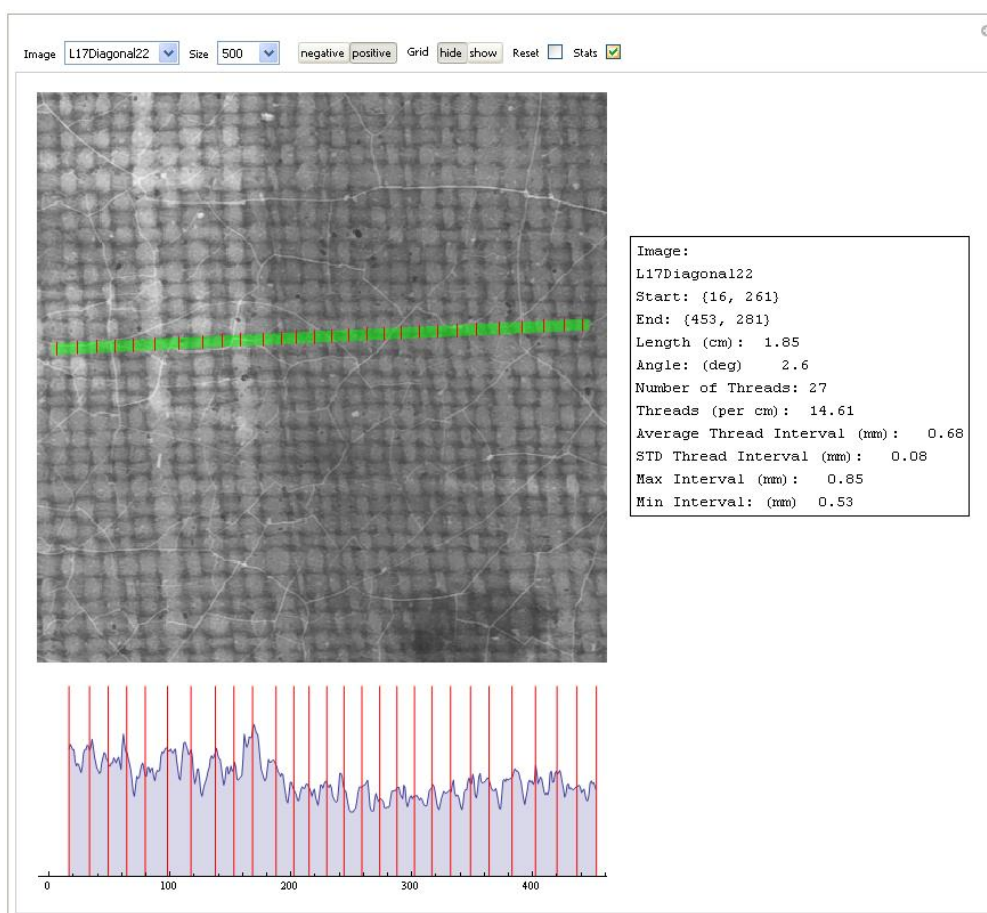 Image L17Diagonal22 Size 500 negative positive Grid hide show Reset Stats
Image:
L17Diagonal22
Start: {16, 261}
End: {453, 281}
Length (cm): 1.85
Angle: (deg) 2.6
Number of Threads: 27
Threads (per cm): 14.61
Average Thread Interval (mm): 0.68
STD Thread Interval (mm): 0.08
Max Interval (mm): 0.85
Min Interval: (mm) 0.53
0 100 200 300 400